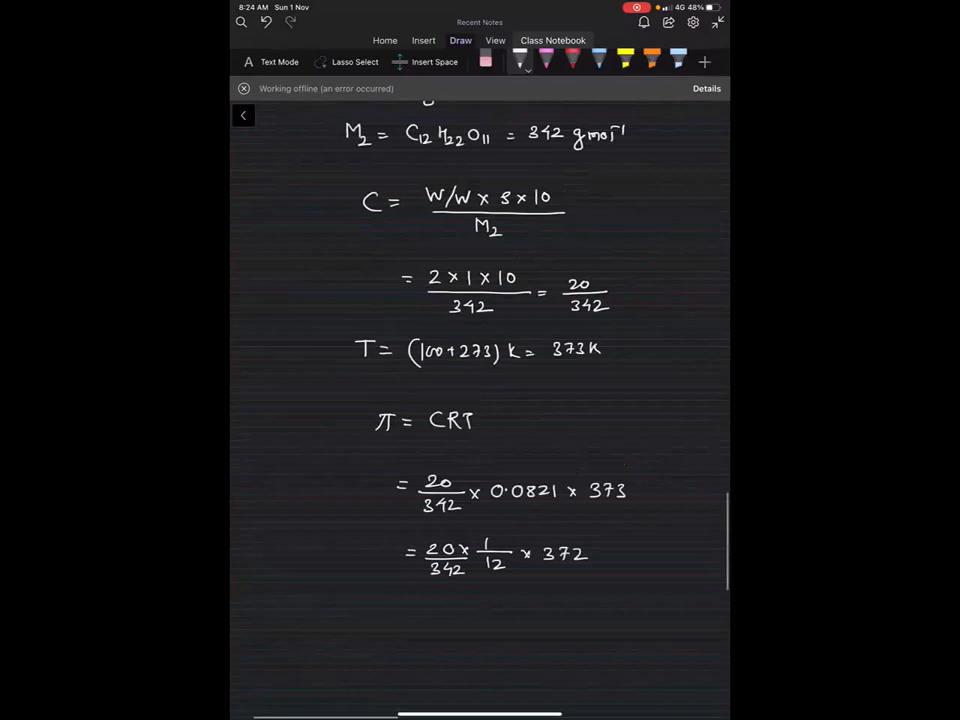 8:24 AM Sun 1 Nov
4G 48%
Recent Notes
Home Insert Draw View Class Notebook
A Text Mode Lasso Select Insert Space
Working offline (an error occurred) Details
M₂ = C₁₂ H₂₂ O₁₁ = 342 g mol⁻¹
C = W/W × 3 × 10 / M₂
= 2 × 1 × 10 / 342 = 20 / 342
T = (100+273) K = 373K
π = CRT
= 20/342 × 0.0821 × 373
= 20/342 × 1/12 × 372